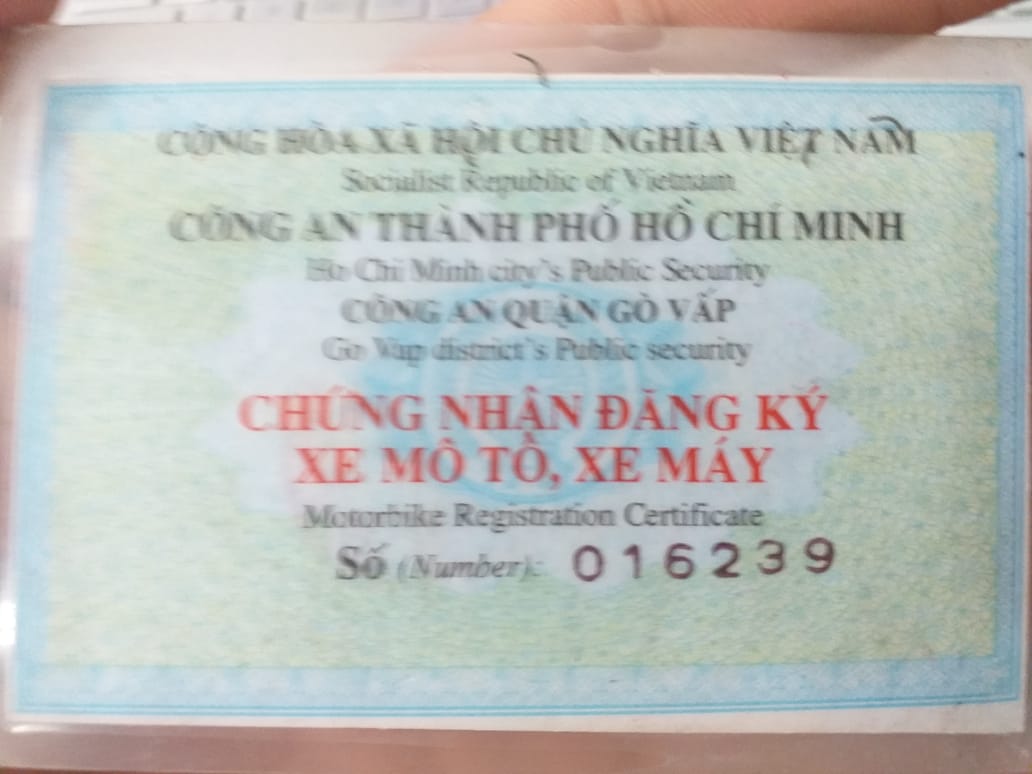 CỘNG HÒA XÃ HỘI CHỦ NGHĨA VIỆT NAM
Socialist Republic of Vietnam
CÔNG AN THÀNH PHỐ HỒ CHÍ MINH
Ho Chi Minh city's Public Security
CÔNG AN QUẬN GÒ VẤP
Go Vap district's Public security
CHỨNG NHẬN ĐĂNG KÝ
XE MÔ TÔ, XE MÁY
Motorbike Registration Certificate
Số (Number): 016239